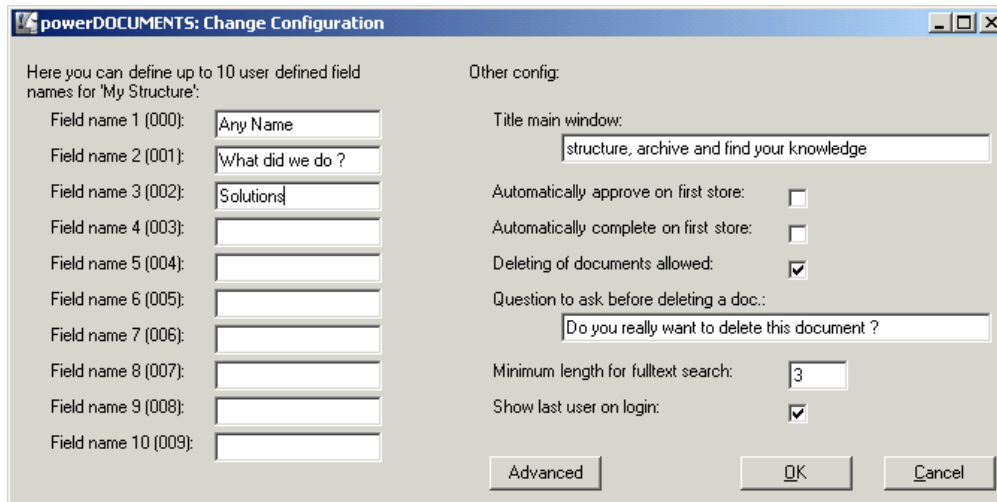 powerDOCUMENTS: Change Configuration
Here you can define up to 10 user defined field
names for 'My Structure':
Field name 1 (000): Any Name
Field name 2 (001): What did we do ?
Field name 3 (002): Solutions
Field name 4 (003):
Field name 5 (004):
Field name 6 (005):
Field name 7 (006):
Field name 8 (007):
Field name 9 (008):
Field name 10 (009):
Other config:
Title main window:
structure, archive and find your knowledge
Automatically approve on first store:
Automatically complete on first store:
Deleting of documents allowed:
Question to ask before deleting a doc.:
Do you really want to delete this document ?
Minimum length for fulltext search: 3
Show last user on login:
Advanced OK Cancel